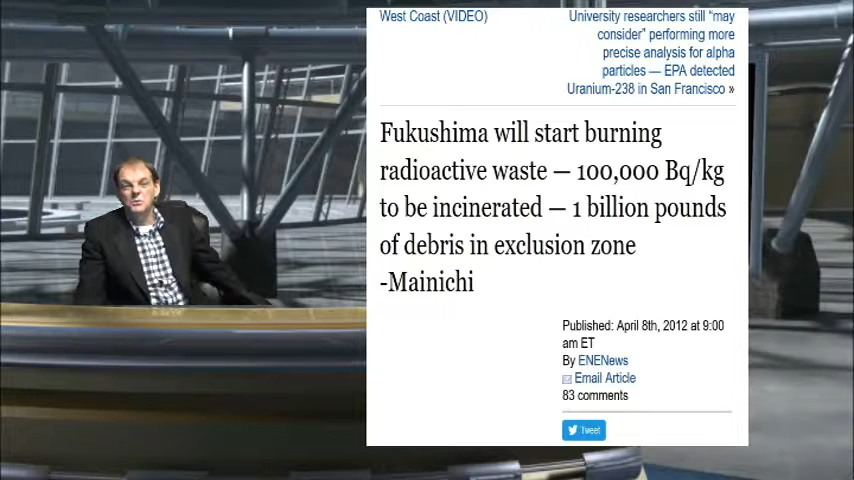 West Coast (VIDEO)
University researchers still “may
consider” performing more
precise analysis for alpha
particles — EPA detected
Uranium-238 in San Francisco »
Fukushima will start burning
radioactive waste — 100,000 Bq/kg
to be incinerated — 1 billion pounds
of debris in exclusion zone
-Mainichi
Published: April 8th, 2012 at 9:00
am ET
By ENENews
Email Article
83 comments
Tweet